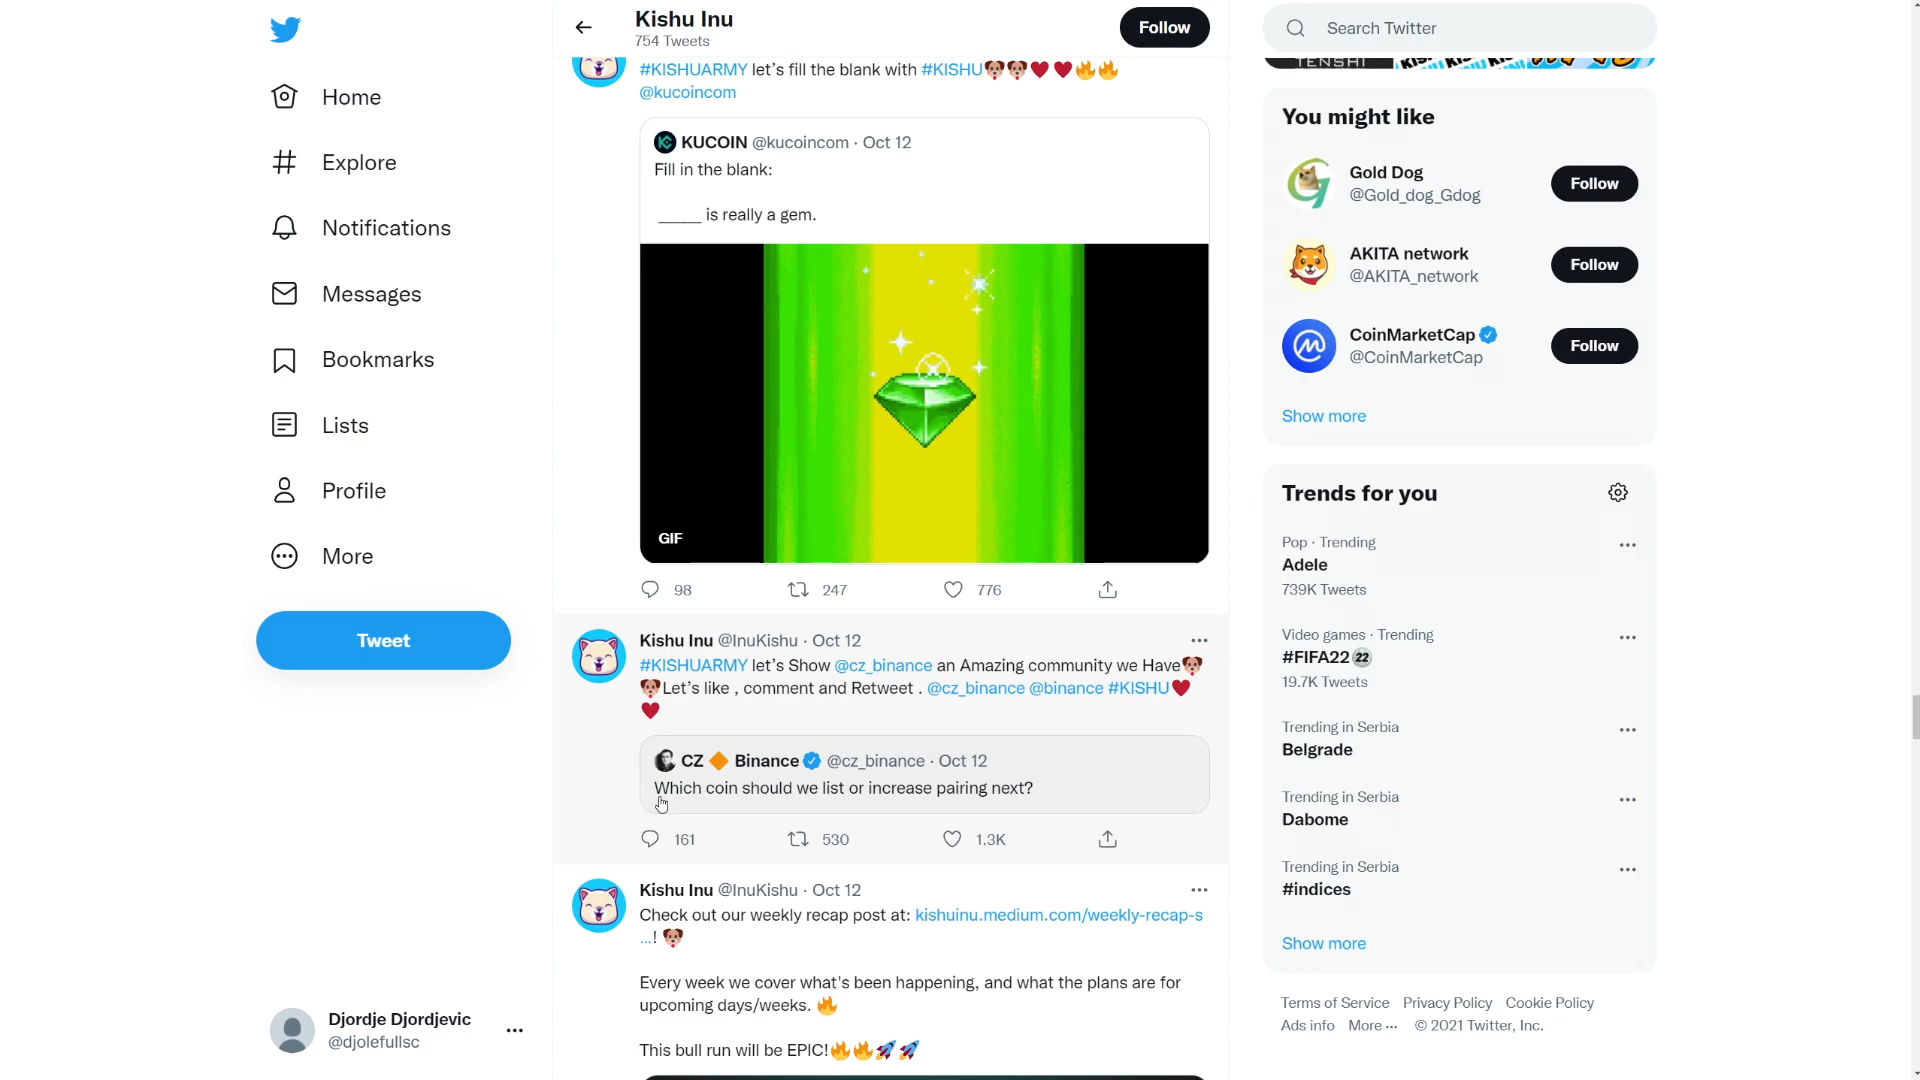 Home
Explore
Notifications
Messages
Bookmarks
Lists
Profile
More
Tweet
Djordje Djordjevic
@djolefullsc
Kishu Inu
754 Tweets
Follow
#KISHUARMY let's fill the blank with #KISHU🐶🐶♥️♥️🔥🔥
@kucoincom
KUCOIN @kucoincom · Oct 12
Fill in the blank:
_____ is really a gem.
GIF
98 247 776
Kishu Inu @InuKishu · Oct 12
#KISHUARMY let's Show @cz_binance an Amazing community we Have🐶
🐶Let's like , comment and Retweet . @cz_binance @binance #KISHU♥️
♥️
CZ 🔶 Binance @cz_binance · Oct 12
Which coin should we list or increase pairing next?
161 530 1.3K
Kishu Inu @InuKishu · Oct 12
Check out our weekly recap post at: kishuinu.medium.com/weekly-recap-s
...! 🐶
Every week we cover what's been happening, and what the plans are for
upcoming days/weeks. 🔥
This bull run will be EPIC!🔥🔥🚀🚀
Search Twitter
TENSHI
You might like
Gold Dog
@Gold_dog_Gdog
Follow
AKITA network
@AKITA_network
Follow
CoinMarketCap
@CoinMarketCap
Follow
Show more
Trends for you
Pop · Trending
Adele
739K Tweets
Video games · Trending
#FIFA22 22
19.7K Tweets
Trending in Serbia
Belgrade
Trending in Serbia
Dabome
Trending in Serbia
#indices
Show more
Terms of Service Privacy Policy Cookie Policy
Ads info More ··· © 2021 Twitter, Inc.